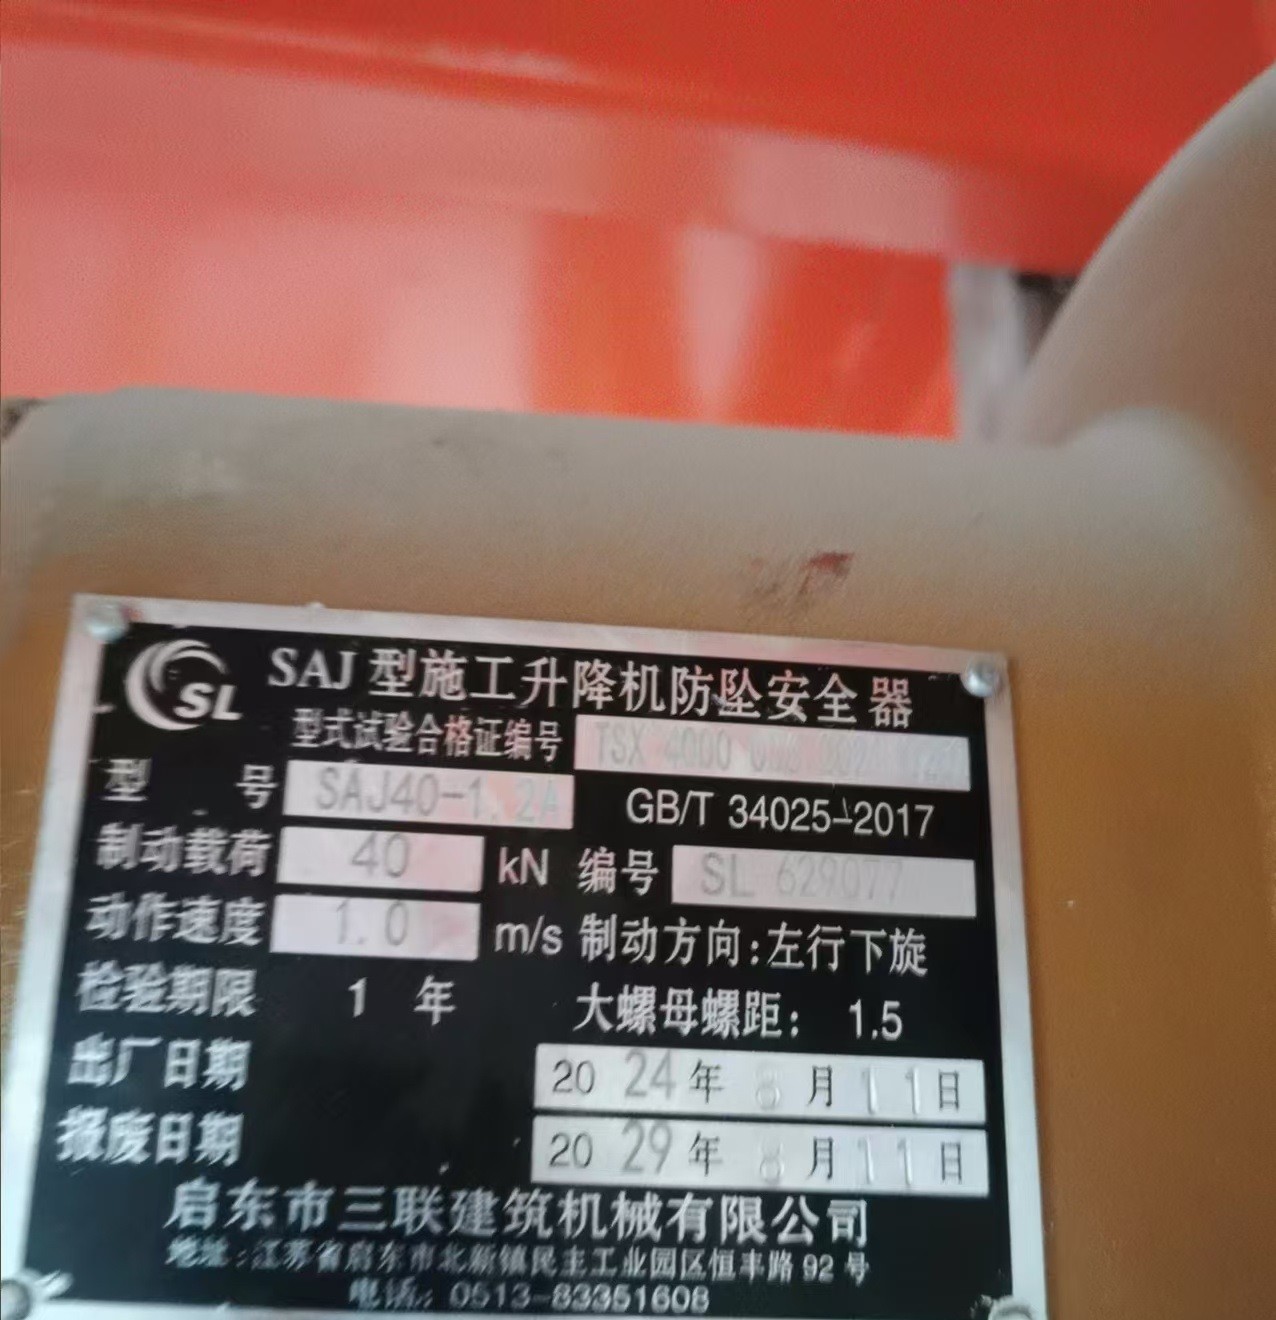 SL
SAJ 型施工升降机防坠安全器
型式试验合格证编号 TSX 4000
型 号 SAJ40-1.2A GB/T 34025-2017
制动载荷 40 kN 编号 SL 629077
动作速度 1.0 m/s 制动方向:左行下旋
检验期限 1 年 大螺母螺距: 1.5
出厂日期 2024年8月11日
报废日期 2029年8月11日
启东市三联建筑机械有限公司
地址:江苏省启东市北新镇民主工业园区恒丰路92号
电话:0513-83351608